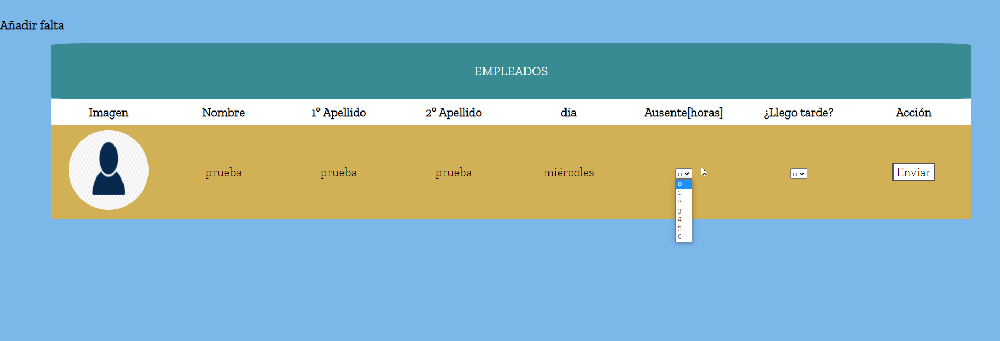 Añadir falta
EMPLEADOS
Imagen Nombre 1º Apellido 2º Apellido dia Ausente[horas] ¿Llego tarde? Acción
prueba prueba prueba miércoles 0 0 Enviar
0
1
2
3
4
5
6